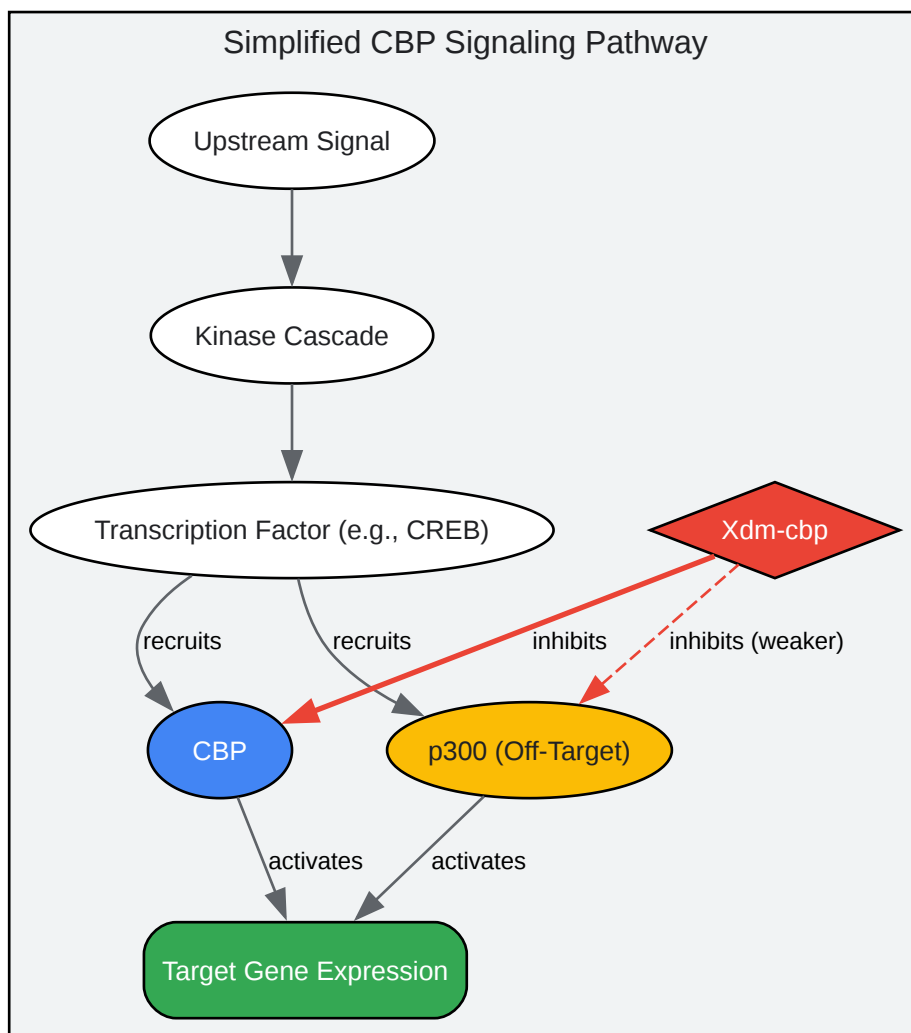 Simplified CBP Signaling Pathway
Upstream Signal
Kinase Cascade
Transcription Factor (e.g., CREB)
Xdm-cbp
recruits
recruits
inhibits
inhibits (weaker)
CBP
p300 (Off-Target)
activates
activates
Target Gene Expression